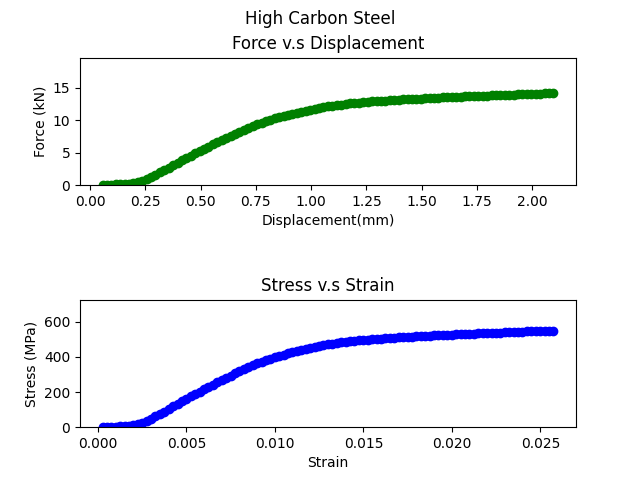 High Carbon Steel
Force v.s Displacement
Force (kN)
15
10
5
0
0.00 0.25 0.50 0.75 1.00 1.25 1.50 1.75 2.00
Displacement(mm)
Stress v.s Strain
Stress (MPa)
600
400
200
0
0.000 0.005 0.010 0.015 0.020 0.025
Strain